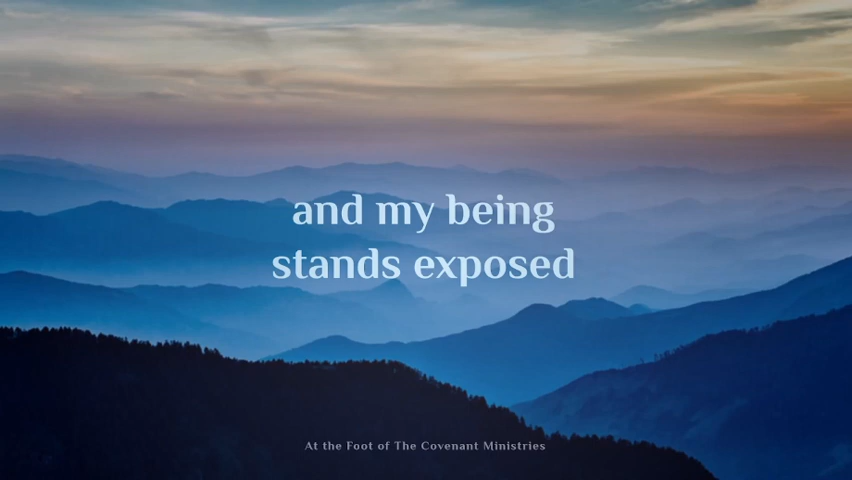 and my being
stands exposed
At the Foot of The Covenant Ministries